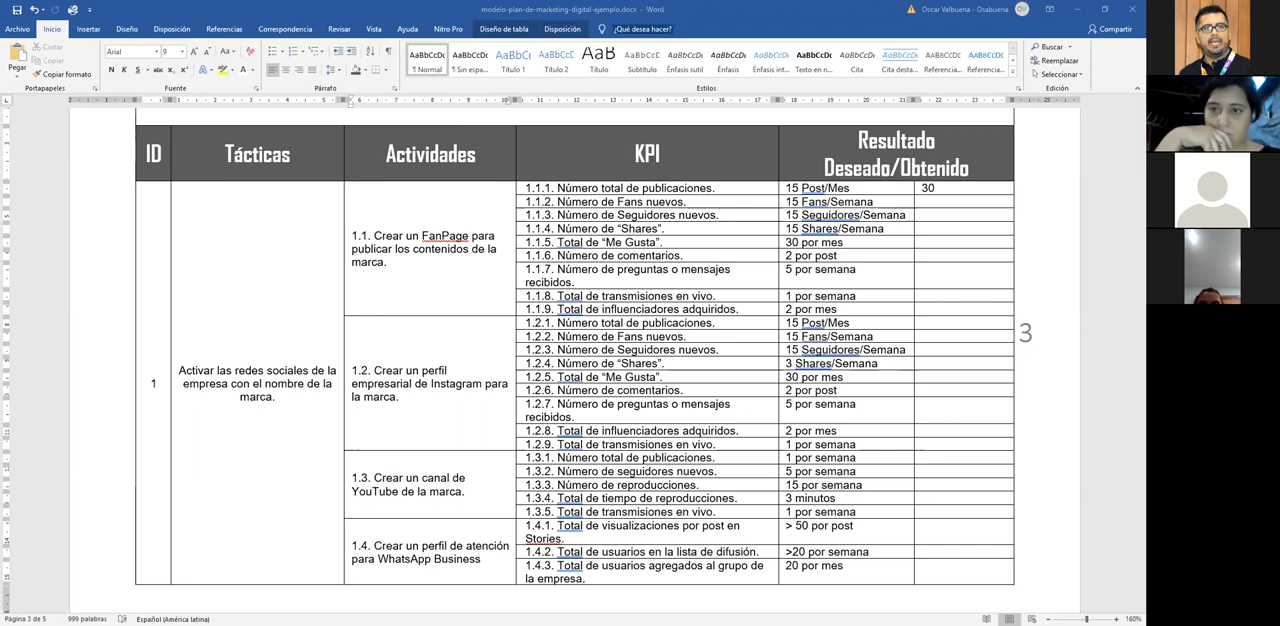 modelo-plan-de-marketing-digital-ejemplo.docx - Word
Oscar Valbuena - Osabuena
OV
Archivo Inicio Insertar Diseño Disposición Referencias Correspondencia Revisar Vista Ayuda Nitro Pro Diseño de tabla Disposición ¿Qué desea hacer? Compartir
Pegar
Cortar
Copiar
Copiar formato
Portapapeles
Arial 9
N K S
Fuente
Párrafo
AaBbCcDc ¶ Normal
AaBbCcDc ¶ Sin espa...
AaBbCcD Título 1
AaBbCcD Título 2
AaB Título
AaBbCcC Subtítulo
AaBbCcDc Énfasis sutil
AaBbCcDc Énfasis
AaBbCcDc Énfasis int...
AaBbCcDc Texto en n...
AaBbCcDc Cita
AaBbCcDc Cita desta...
AaBbCcDc Referencia...
AaBbCcDc Referencia...
Estilos
Buscar
Reemplazar
Seleccionar
Edición
ID Tácticas Actividades KPI Resultado Deseado/Obtenido
1
Activar las redes sociales de la
empresa con el nombre de la
marca.
1.1. Crear un FanPage para
publicar los contenidos de la
marca.
1.1.1. Número total de publicaciones. 15 Post/Mes 30
1.1.2. Número de Fans nuevos. 15 Fans/Semana
1.1.3. Número de Seguidores nuevos. 15 Seguidores/Semana
1.1.4. Número de “Shares”. 15 Shares/Semana
1.1.5. Total de “Me Gusta”. 30 por mes
1.1.6. Número de comentarios. 2 por post
1.1.7. Número de preguntas o mensajes
recibidos. 5 por semana
1.1.8. Total de transmisiones en vivo. 1 por semana
1.1.9. Total de influenciadores adquiridos. 2 por mes
1.2. Crear un perfil
empresarial de Instagram para
la marca.
1.2.1. Número total de publicaciones. 15 Post/Mes
1.2.2. Número de Fans nuevos. 15 Fans/Semana
1.2.3. Número de Seguidores nuevos. 15 Seguidores/Semana
1.2.4. Número de “Shares”. 3 Shares/Semana
1.2.5. Total de “Me Gusta”. 30 por mes
1.2.6. Número de comentarios. 2 por post
1.2.7. Número de preguntas o mensajes
recibidos. 5 por semana
1.2.8. Total de influenciadores adquiridos. 2 por mes
1.2.9. Total de transmisiones en vivo. 1 por semana
1.3. Crear un canal de
YouTube de la marca.
1.3.1. Número total de publicaciones. 1 por semana
1.3.2. Número de seguidores nuevos. 5 por semana
1.3.3. Número de reproducciones. 15 por semana
1.3.4. Total de tiempo de reproducciones. 3 minutos
1.3.5. Total de transmisiones en vivo. 1 por semana
1.4. Crear un perfil de atención
para WhatsApp Business
1.4.1. Total de visualizaciones por post en
Stories. > 50 por post
1.4.2. Total de usuarios en la lista de difusión. >20 por semana
1.4.3. Total de usuarios agregados al grupo de
la empresa. 20 por mes
3
Página 3 de 5 999 palabras Español (América latina) 160%